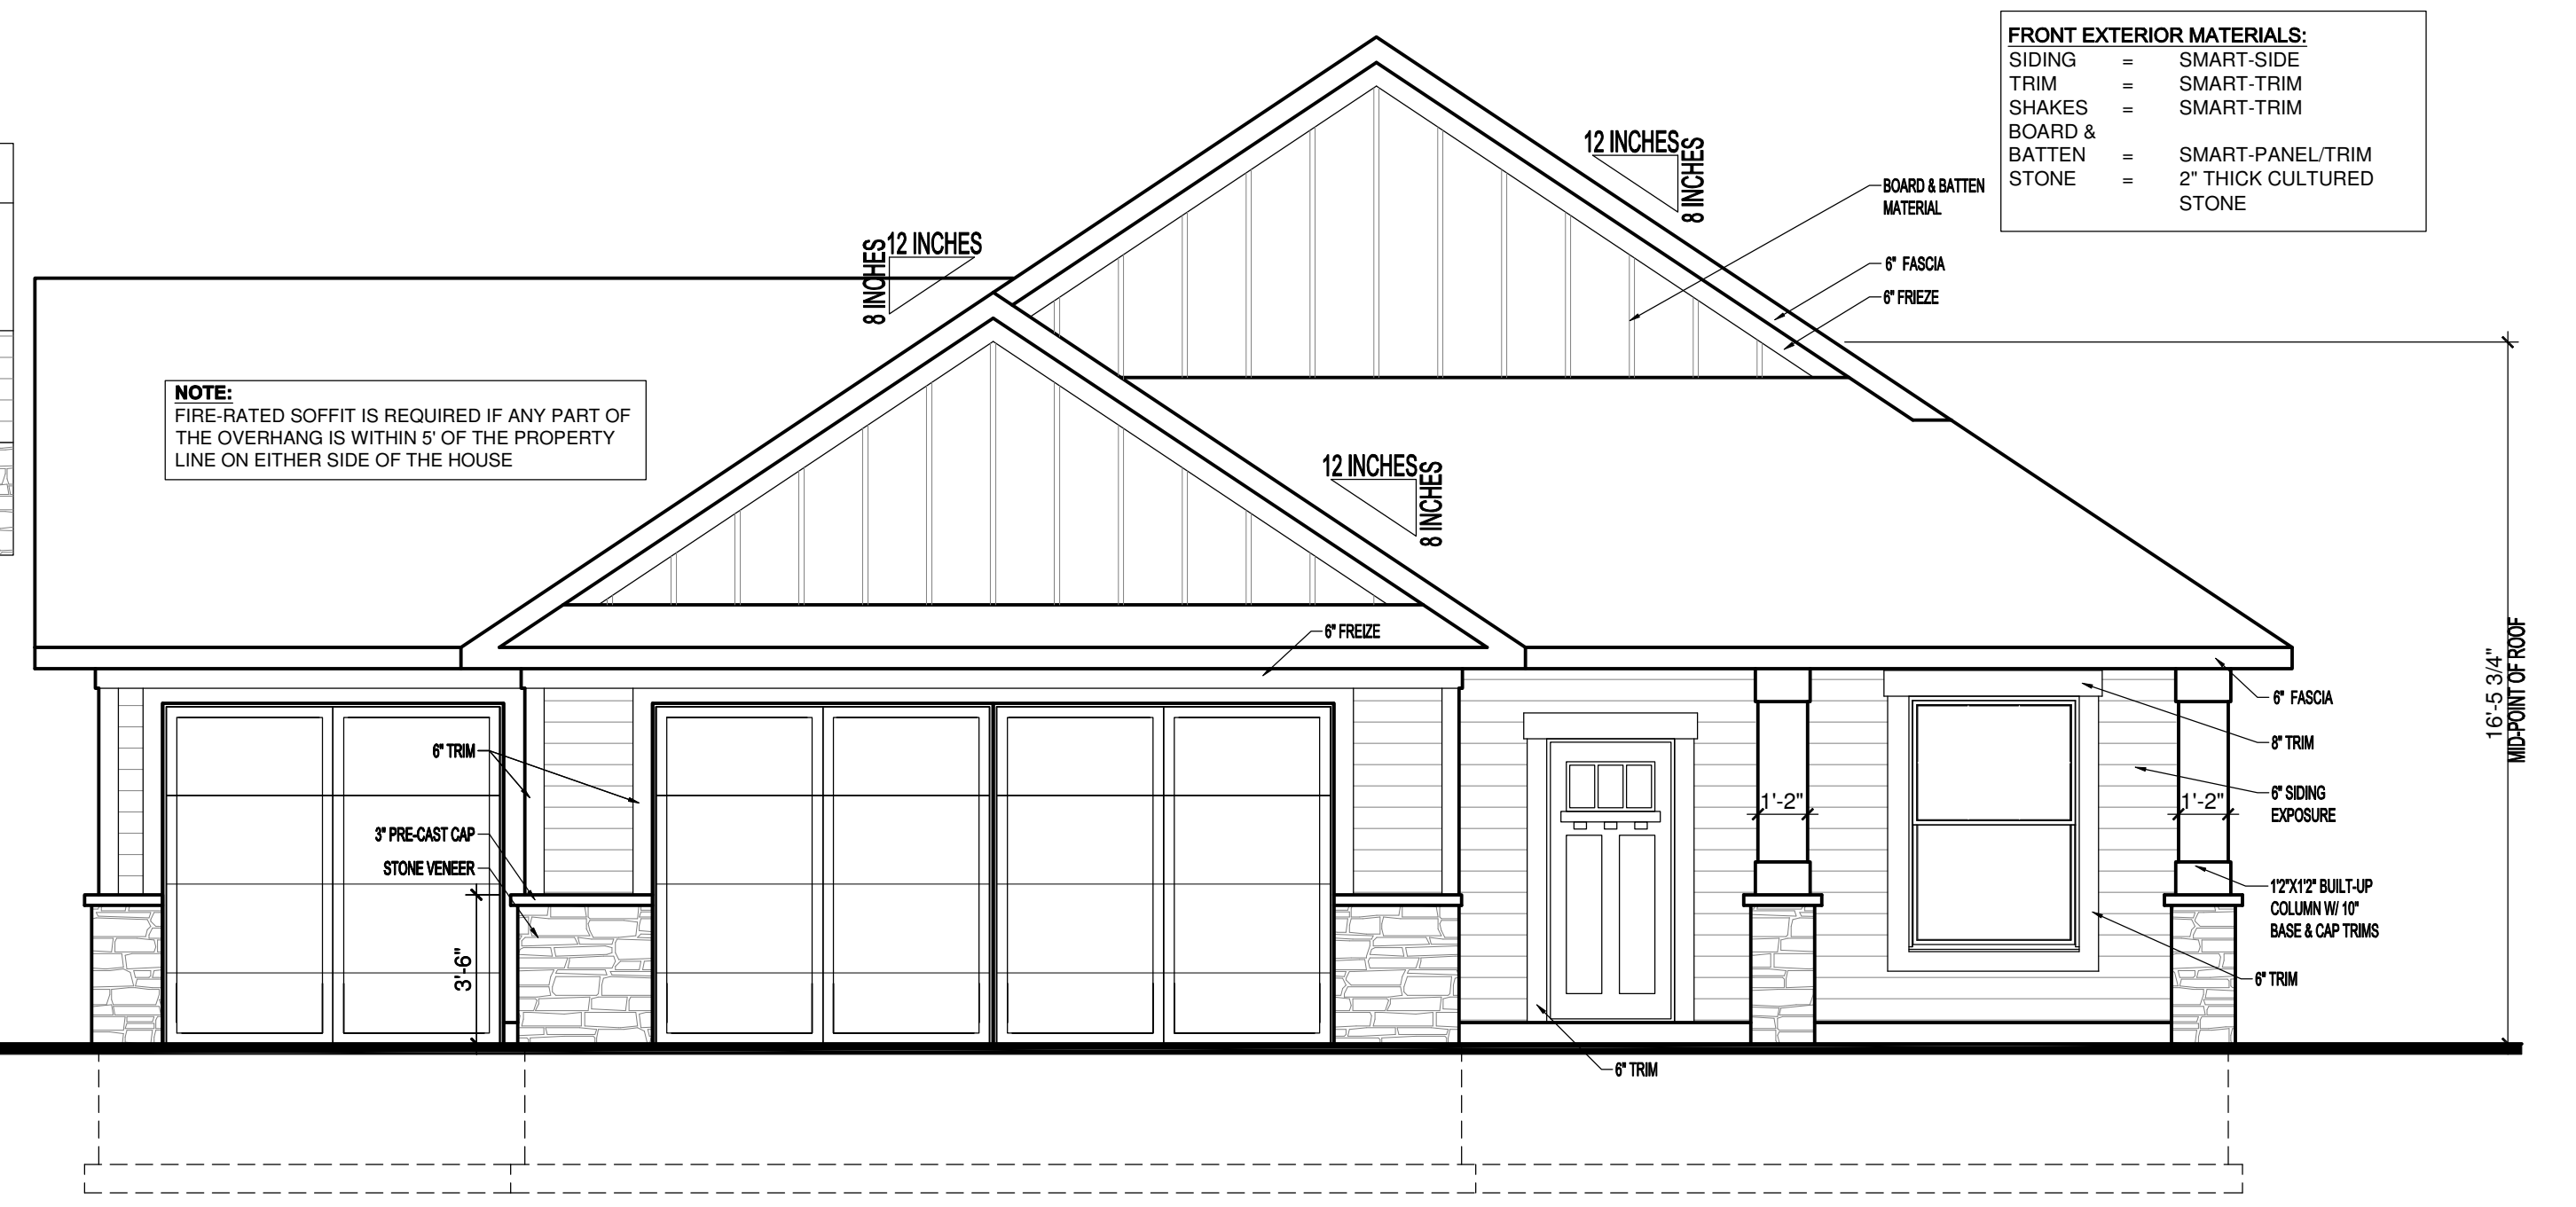 FRONT EXTERIOR MATERIALS:
SIDING = SMART-SIDE
TRIM = SMART-TRIM
SHAKES = SMART-TRIM
BOARD &
BATTEN = SMART-PANEL/TRIM
STONE = 2" THICK CULTURED
STONE
12 INCHES
8 INCHES
BOARD & BATTEN
MATERIAL
12 INCHES
8 INCHES
6" FASCIA
6" FRIEZE
NOTE:
FIRE-RATED SOFFIT IS REQUIRED IF ANY PART OF
THE OVERHANG IS WITHIN 5' OF THE PROPERTY
LINE ON EITHER SIDE OF THE HOUSE
12 INCHES
8 INCHES
6" FREIZE
16'-5 3/4"
MID-POINT OF ROOF
6" FASCIA
8" TRIM
6" TRIM
6" SIDING
EXPOSURE
1'-2"
1'-2"
3" PRE-CAST CAP
STONE VENEER
1'2"X1'2" BUILT-UP
COLUMN W/ 10"
BASE & CAP TRIMS
3'-6"
6" TRIM
6" TRIM